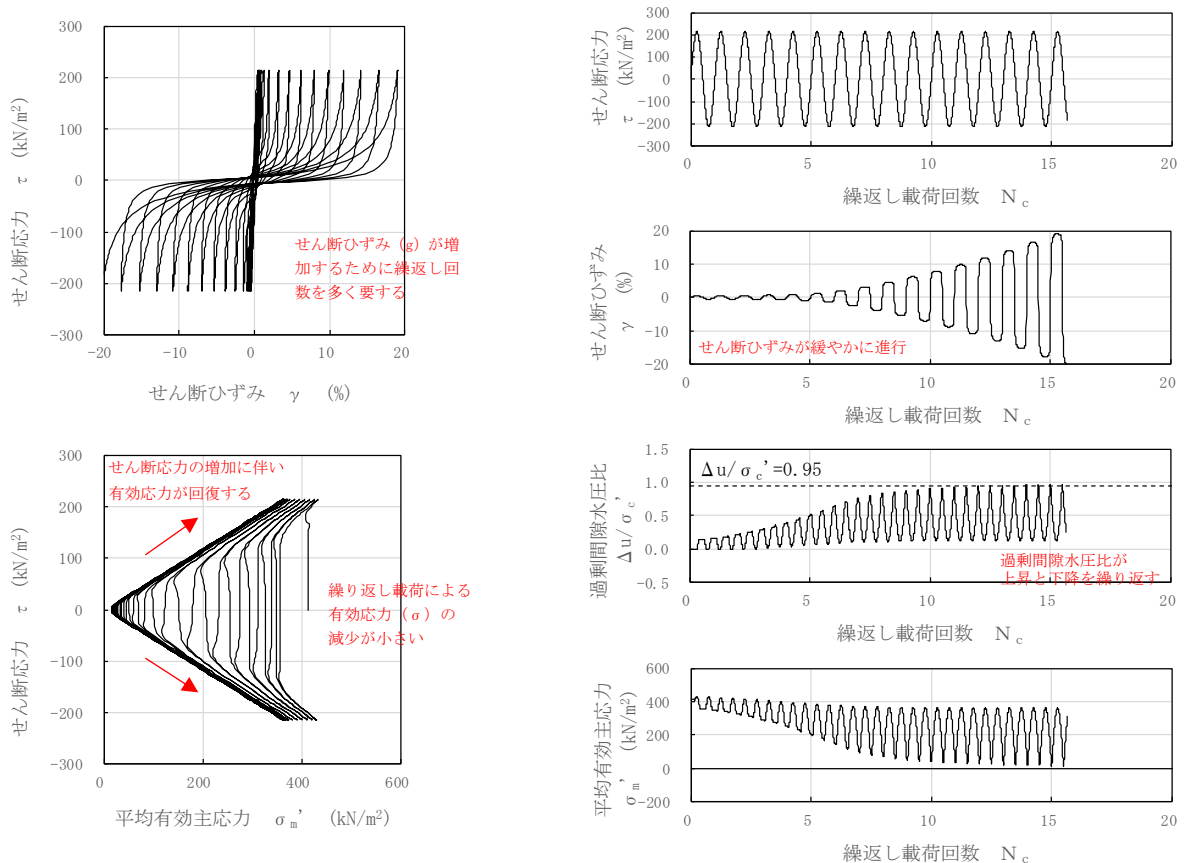 300
200
100
0
-100
-200
-300
-20
-10
0
10
20
せん断応力 τ (kN/m²)
せん断ひずみ γ (%)
せん断ひずみ (g) が増
加するために繰返し回
数を多く要する
300
200
100
0
-100
-200
-300
0
5
10
15
20
せん断応力
τ (kN/m²)
繰返し載荷回数 Nc
20
10
0
-10
-20
0
5
10
15
20
せん断ひずみ
γ (%)
せん断ひずみが緩やかに進行
繰返し載荷回数 Nc
300
200
100
0
-100
-200
-300
0
200
400
600
せん断応力 τ (kN/m²)
平均有効主応力 σm' (kN/m²)
せん断応力の増加に伴い
有効応力が回復する
繰り返し載荷による
有効応力(σ)の
減少が小さい
1.5
1.0
0.5
0.0
-0.5
0
5
10
15
20
過剰間隙水圧比
Δu/σc'
Δu/σc'=0.95
過剰間隙水圧比が
上昇と下降を繰り返す
繰返し載荷回数 Nc
600
400
200
0
-200
0
5
10
15
20
平均有効主応力
σm' (kN/m²)
繰返し載荷回数 Nc